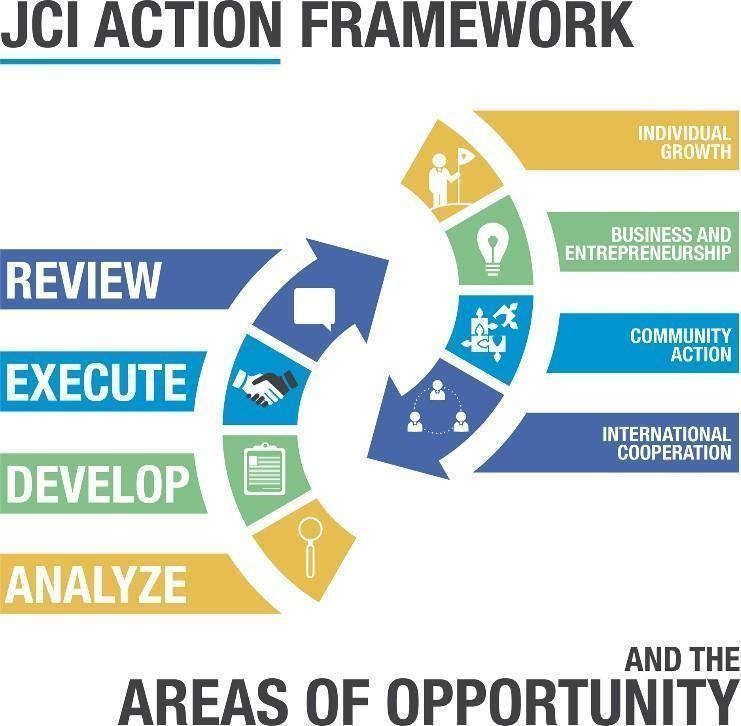 JCI ACTION FRAMEWORK
INDIVIDUAL
GROWTH
BUSINESS AND
ENTREPRENEURSHIP
COMMUNITY
ACTION
INTERNATIONAL
COOPERATION
REVIEW
EXECUTE
DEVELOP
ANALYZE
AND THE
AREAS OF OPPORTUNITY